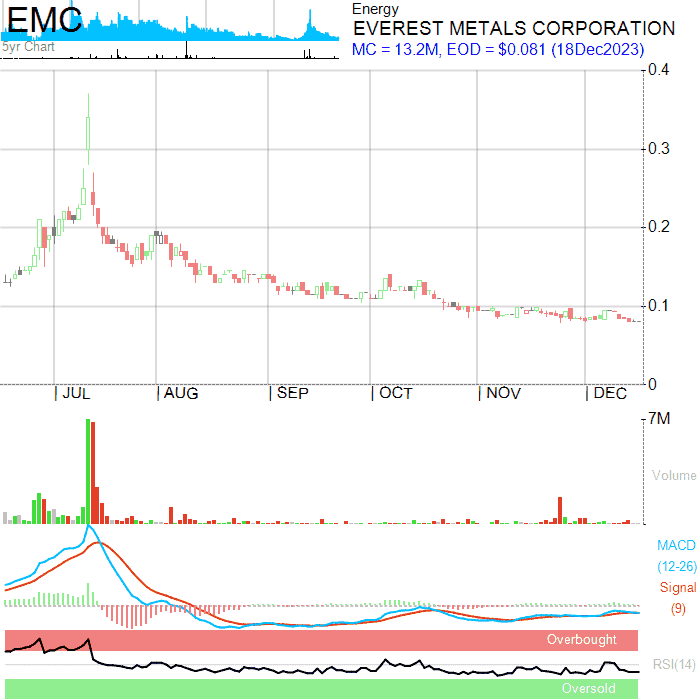 EMC
5yr Chart
Energy
EVEREST METALS CORPORATION
MC = 13.2M, EOD = $0.081 (18Dec2023)
0.4
0.3
0.2
0.1
0
JUL AUG SEP OCT NOV DEC
7M
Volume
MACD
(12-26)
Signal
(9)
Overbought
RSI(14)
Oversold